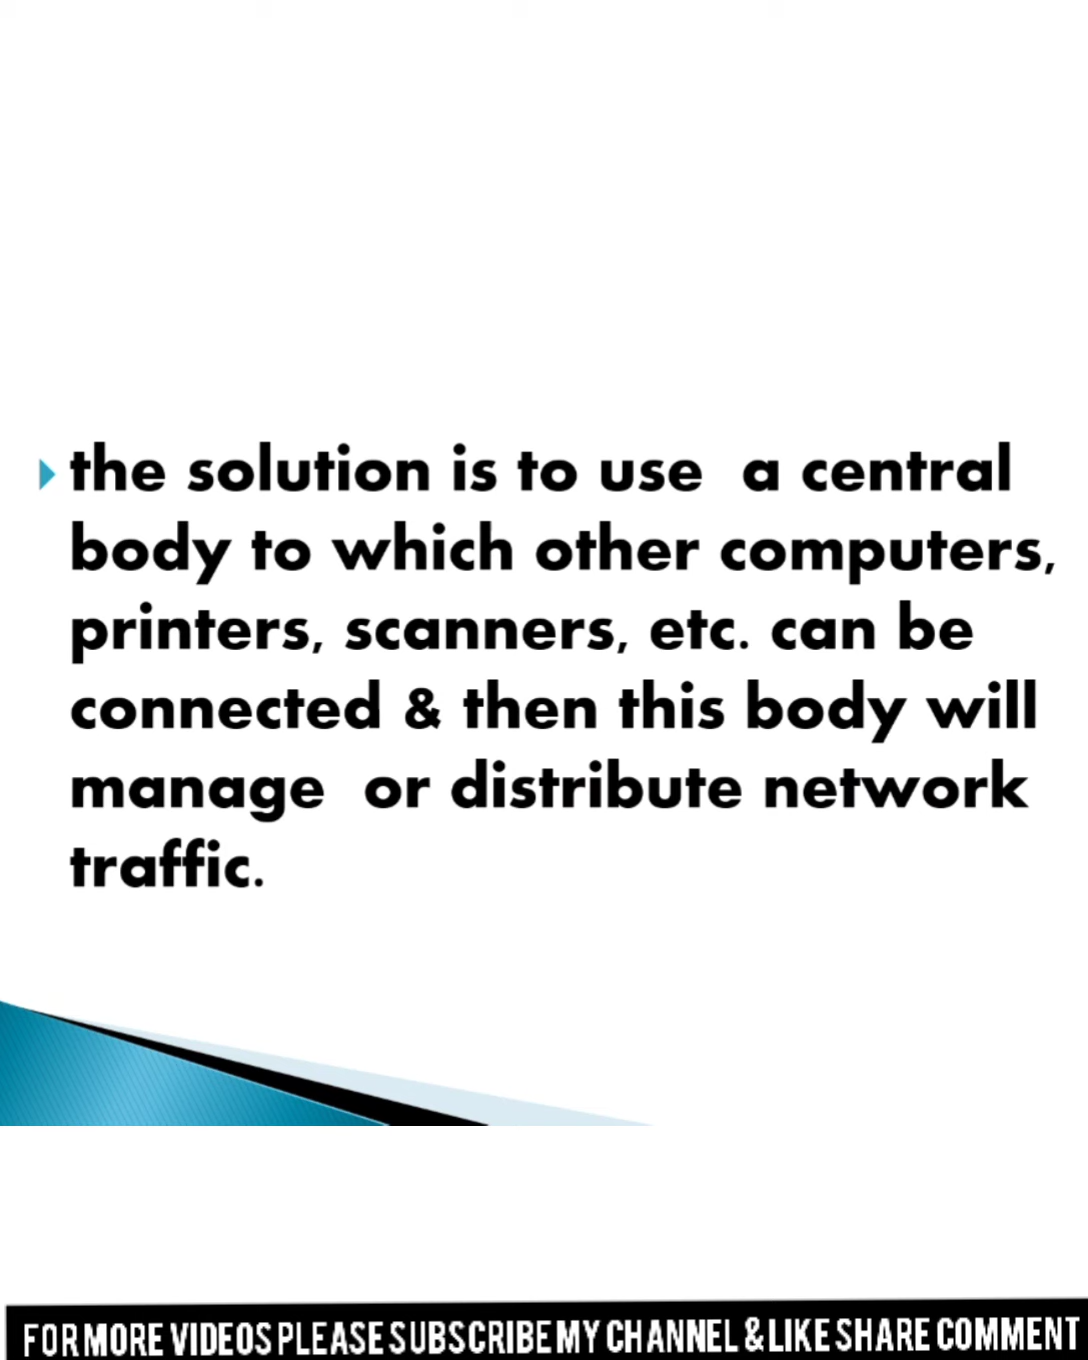 the solution is to use a central
body to which other computers,
printers, scanners, etc. can be
connected & then this body will
manage or distribute network
traffic.
FOR MORE VIDEOS PLEASE SUBSCRIBE MY CHANNEL & LIKE SHARE COMMENT